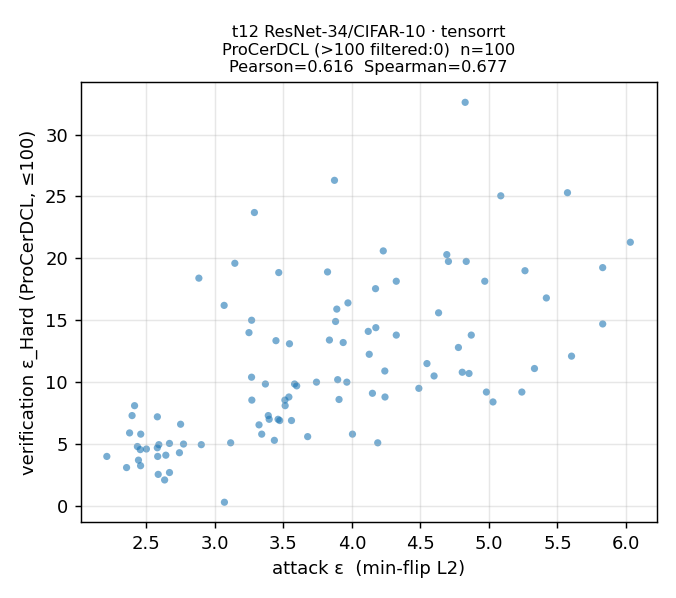 t12 ResNet-34/CIFAR-10 · tensorrt
ProCerDCL (>100 filtered:0)  n=100
Pearson=0.616  Spearman=0.677
verification ε_Hard (ProCerDCL, ≤100)
30
25
20
15
10
5
0
2.5 3.0 3.5 4.0 4.5 5.0 5.5 6.0
attack ε  (min-flip L2)